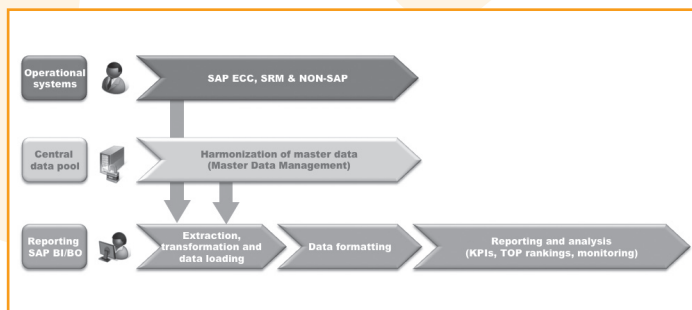 Operational
systems
SAP ECC, SRM & NON-SAP
Central
data pool
Harmonization of master data
(Master Data Management)
Reporting
SAP BI/BO
Extraction,
transformation and
data loading
Data formatting
Reporting and analysis
(KPIs, TOP rankings, monitoring)